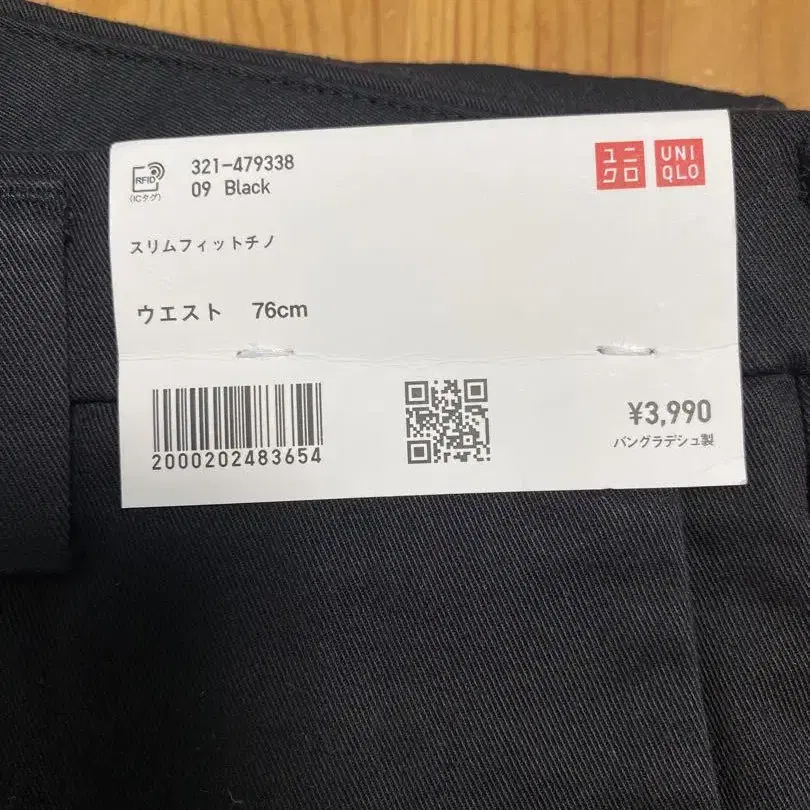 RFID
(ICタグ)
321-479338
09 Black
ユニ
クロ
UNI
QLO
スリムフィットチノ
ウエスト 76cm
2000202483654
¥3,990
バングラデシュ製